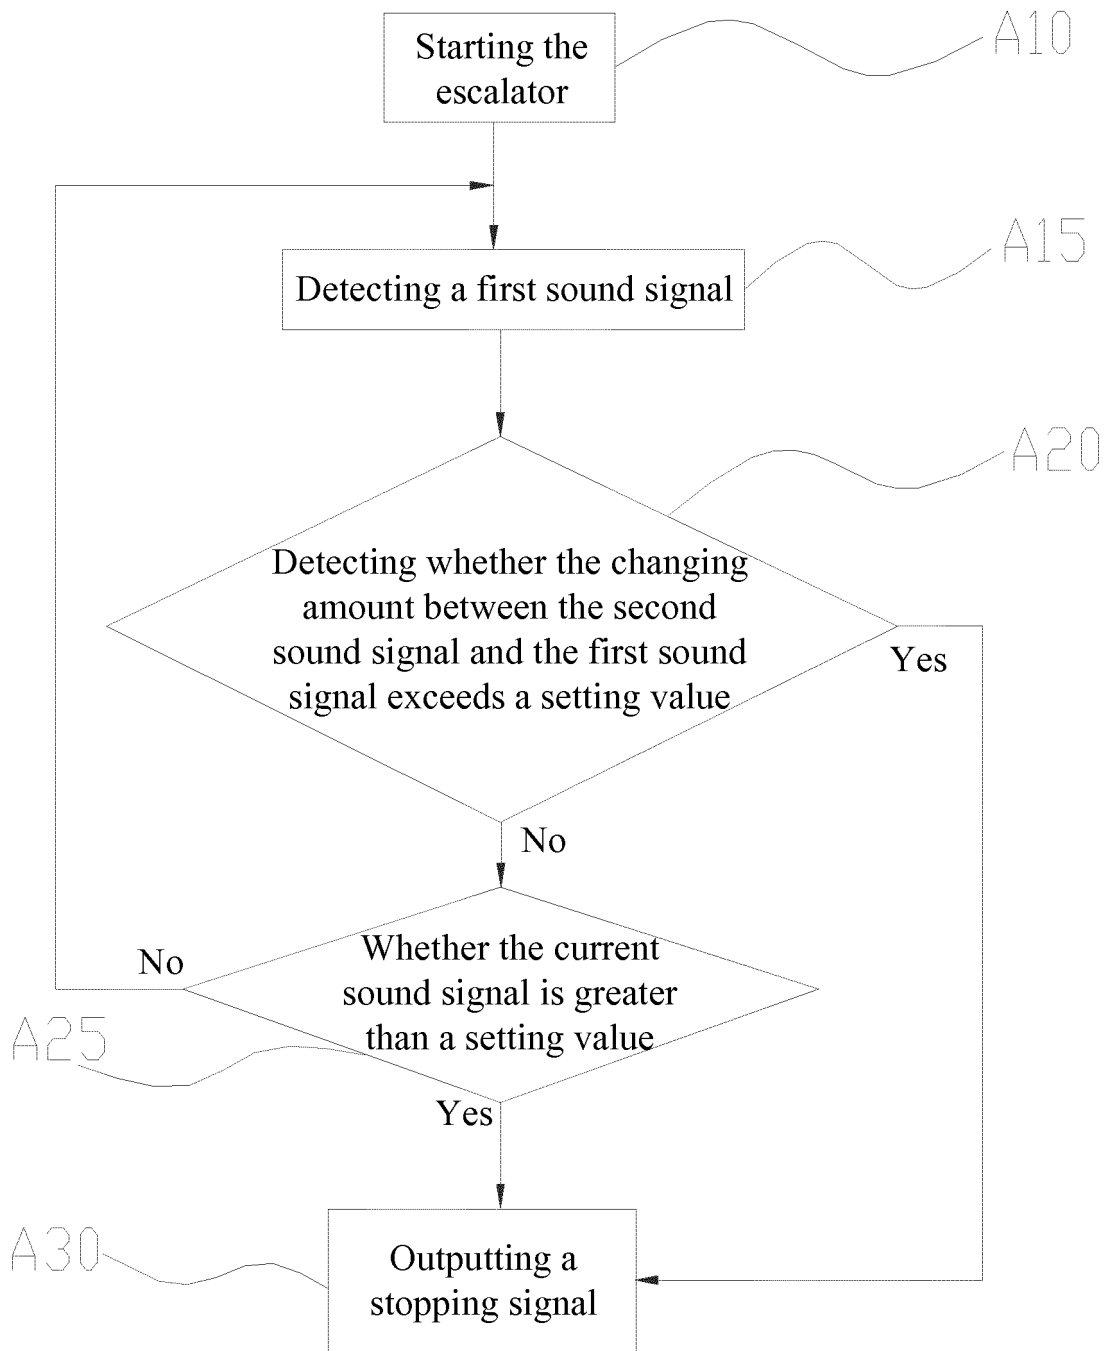 Starting the
escalator
A10
Detecting a first sound signal
A15
A20
Detecting whether the changing
amount between the second
sound signal and the first sound
signal exceeds a setting value
Yes
No
No
Whether the current
sound signal is greater
than a setting value
A25
Yes
A30
Outputting a
stopping signal